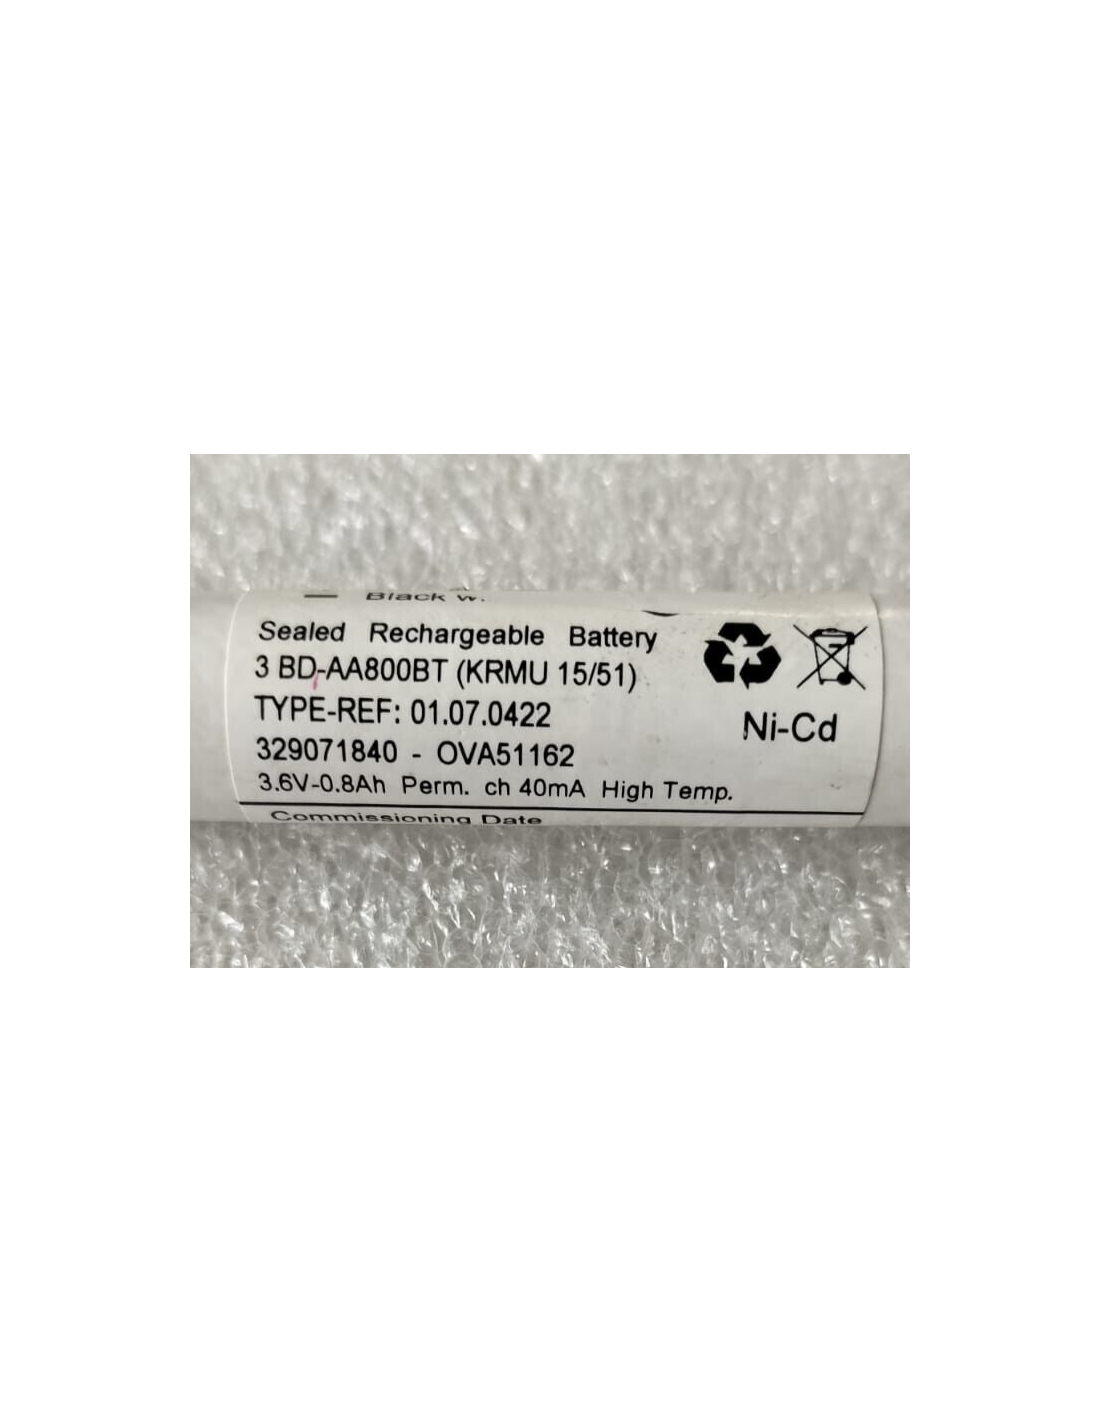 — Black w.
Sealed Rechargeable Battery
3 BD-AA800BT (KRMU 15/51)
TYPE-REF: 01.07.0422
Ni-Cd
329071840 - OVA51162
3.6V-0.8Ah Perm. ch 40mA High Temp.
Commissioning Date